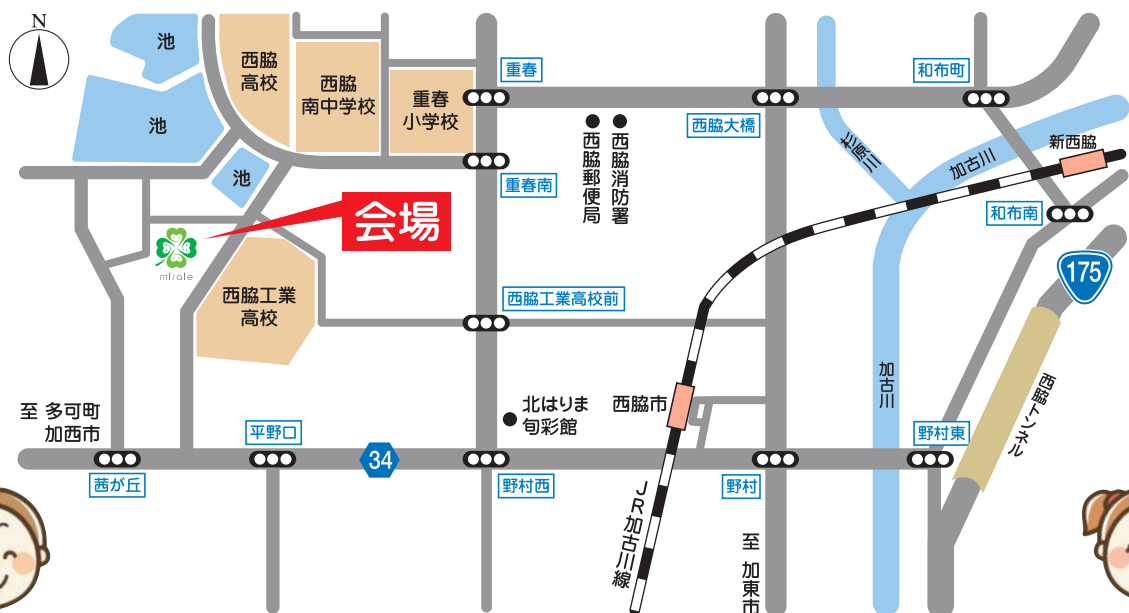 N
池
西脇
高校
西脇
南中学校
重春
小学校
重春
和布町
西脇大橋
池
池
重春南
西脇郵便局
西脇消防署
杉原川
加古川
新西脇
和布南
会場
miraie
175
西脇工業
高校
西脇工業高校前
加古川
西脇トンネル
至 多可町
加西市
平野口
北はりま
旬彩館
西脇市
野村東
34
茜が丘
野村西
野村
JR加古川線
至 加東市